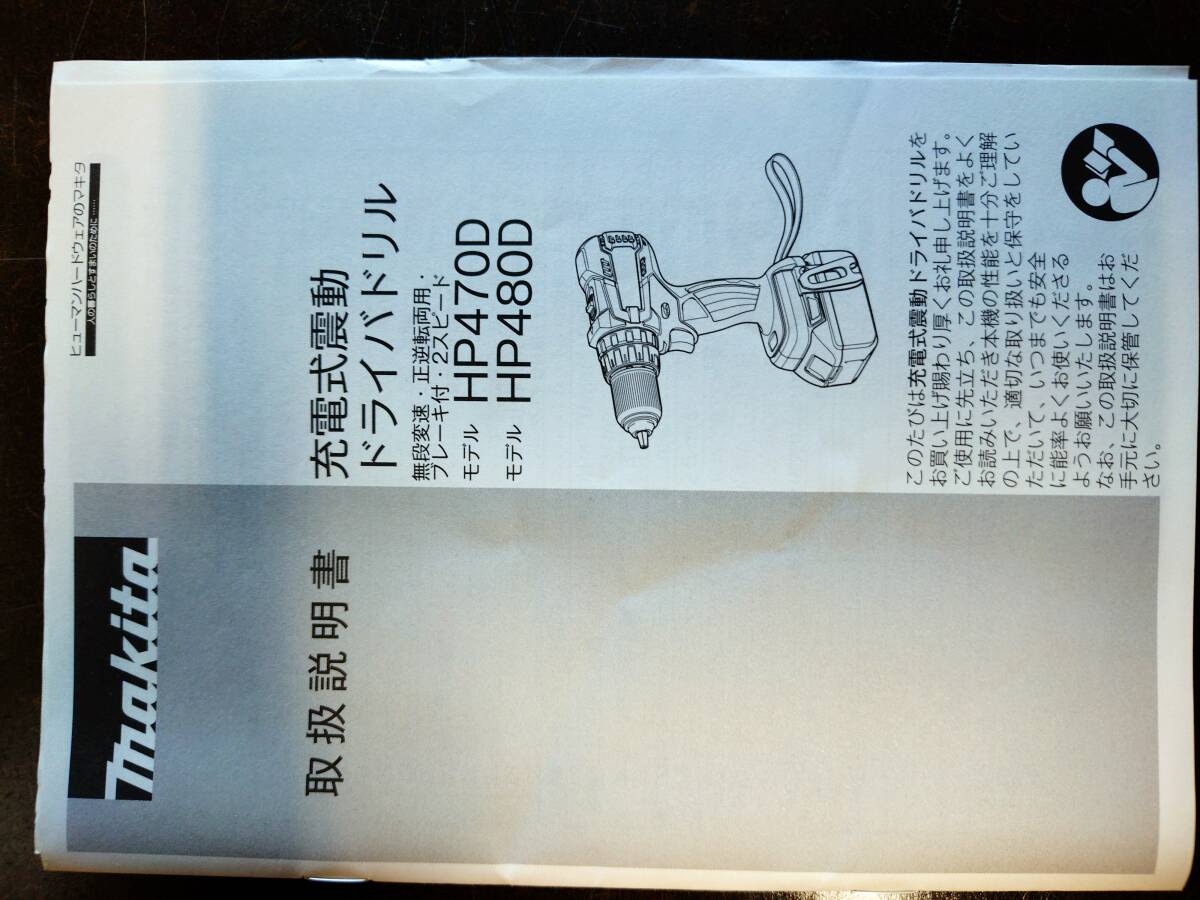 ヒューマンハードウェアのマキタ
人の暮らしとすまいのために……
makita
取扱説明書
充電式震動
ドライバドリル
無段変速・正逆転両用・
ブレーキ付・2スピード
モデル HP470D
モデル HP480D
このたびは充電式震動ドライバドリルを
お買い上げ賜わり厚くお礼申し上げます。
ご使用に先立ち、この取扱説明書をよく
お読みいただき本機の性能を十分ご理解
の上で、適切な取り扱いと保守をしてい
ただいて、いつまでも安全
に能率よくお使いくださる
ようお願いいたします。
なお、この取扱説明書はお
手元に大切に保管してくだ
さい。